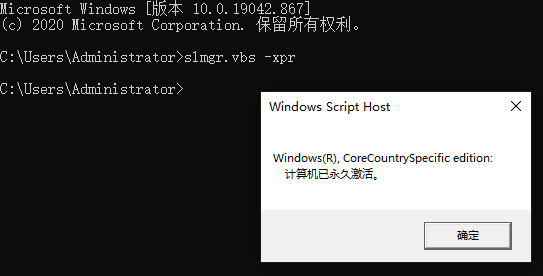 Microsoft Windows [版本 10.0.19042.867]
(c) 2020 Microsoft Corporation. 保留所有权利。
C:\Users\Administrator>slmgr.vbs -xpr
C:\Users\Administrator>
Windows Script Host
Windows(R), CoreCountrySpecific edition:
计算机已永久激活。
确定